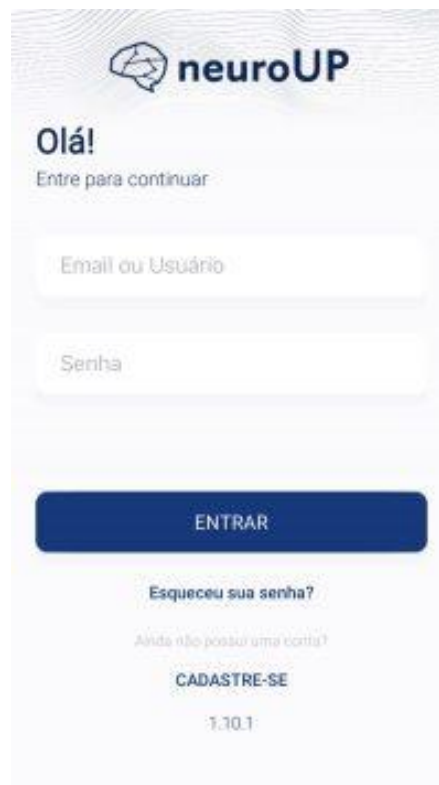 neuroUP
Olá!
Entre para continuar
Email ou Usuário
Senha
ENTRAR
Esqueceu sua senha?
Ainda não possui uma conta?
CADASTRE-SE
1.10.1